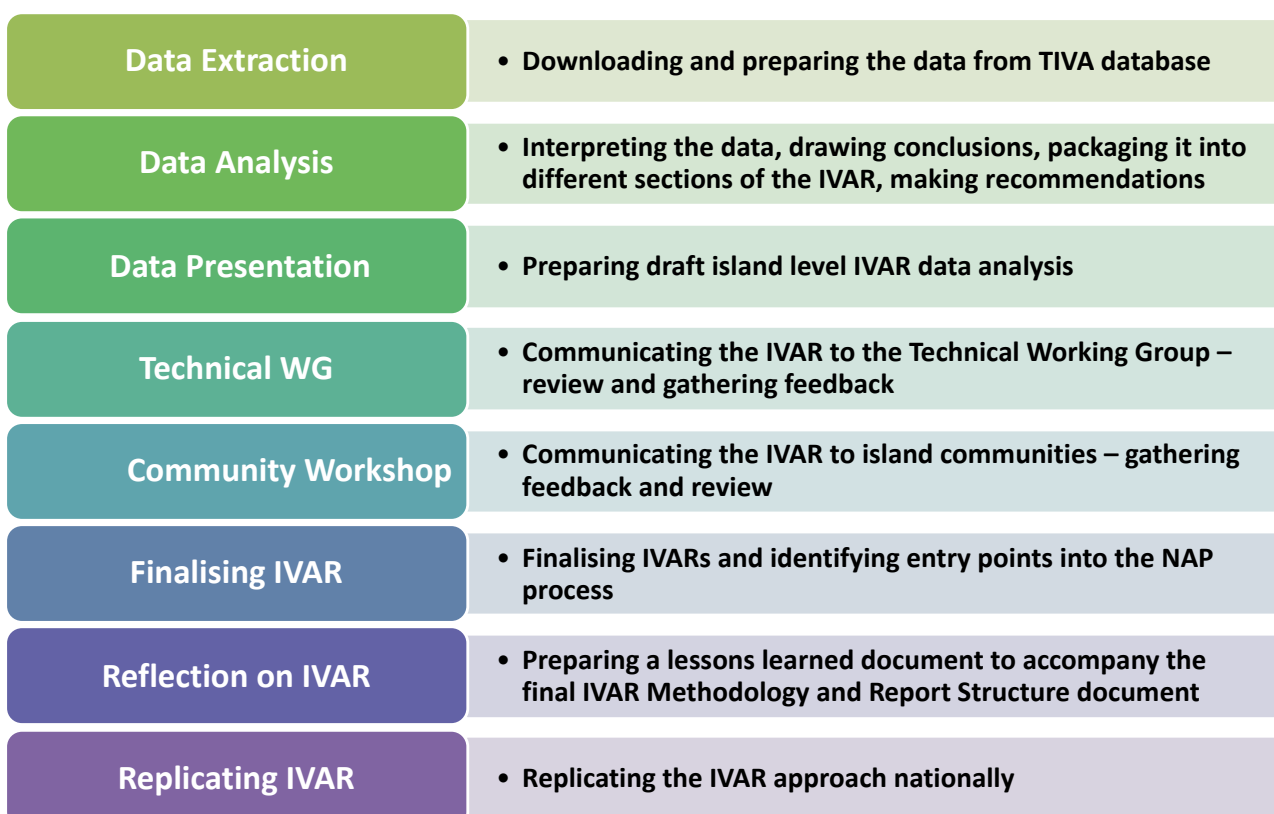 Data Extraction
• Downloading and preparing the data from TIVA database
Data Analysis
• Interpreting the data, drawing conclusions, packaging it into
different sections of the IVAR, making recommendations
Data Presentation
• Preparing draft island level IVAR data analysis
Technical WG
• Communicating the IVAR to the Technical Working Group –
review and gathering feedback
Community Workshop
• Communicating the IVAR to island communities – gathering
feedback and review
Finalising IVAR
• Finalising IVARs and identifying entry points into the NAP
process
Reflection on IVAR
• Preparing a lessons learned document to accompany the
final IVAR Methodology and Report Structure document
Replicating IVAR
• Replicating the IVAR approach nationally